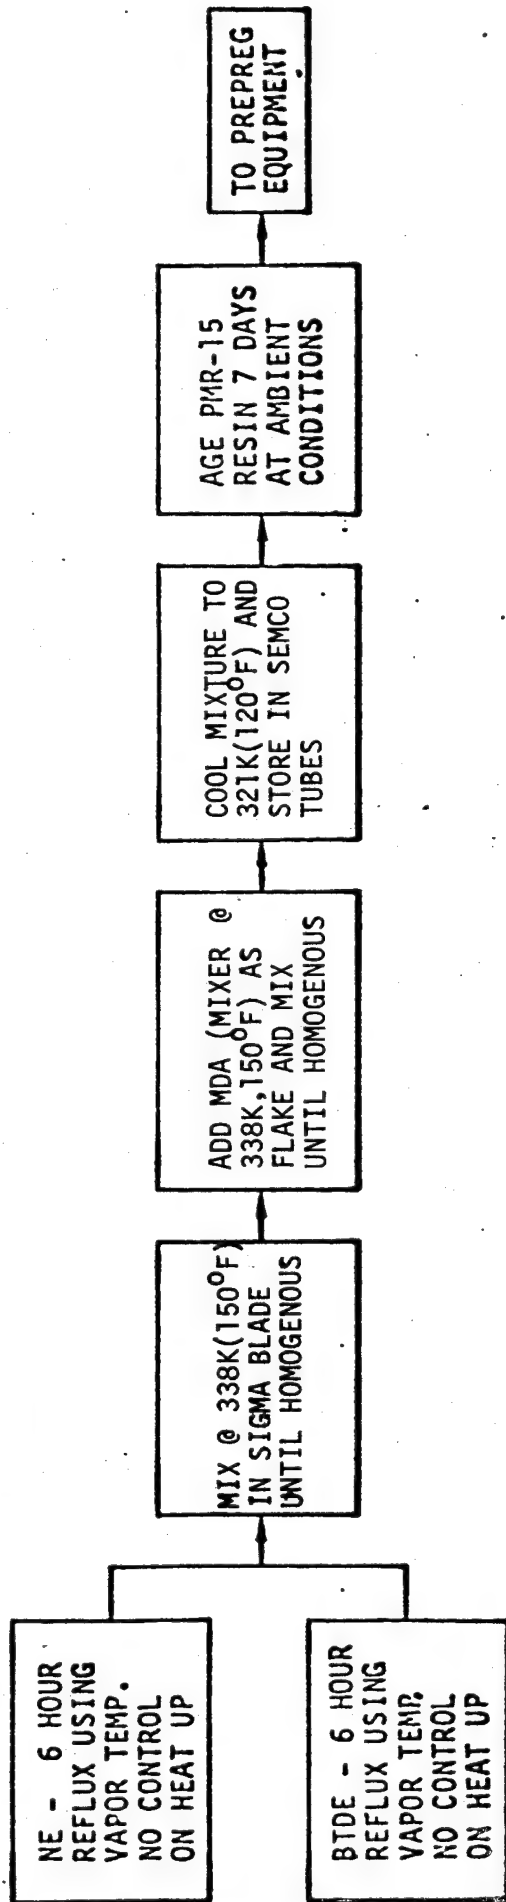 NE - 6 HOUR
REFLUX USING
VAPOR TEMP.
NO CONTROL
ON HEAT UP
BTDE - 6 HOUR
REFLUX USING
VAPOR TEMP,
NO CONTROL
ON HEAT UP
MIX @ 338K(150°F)
IN SIGMA BLADE
UNTIL HOMOGENOUS
ADD MDA (MIXER @
338K,150°F) AS
FLAKE AND MIX
UNTIL HOMOGENOUS
COOL MIXTURE TO
321K(120°F) AND
STORE IN SEMCO
TUBES
AGE PMR-15
RESIN 7 DAYS
AT AMBIENT
CONDITIONS
TO PREPREG
EQUIPMENT